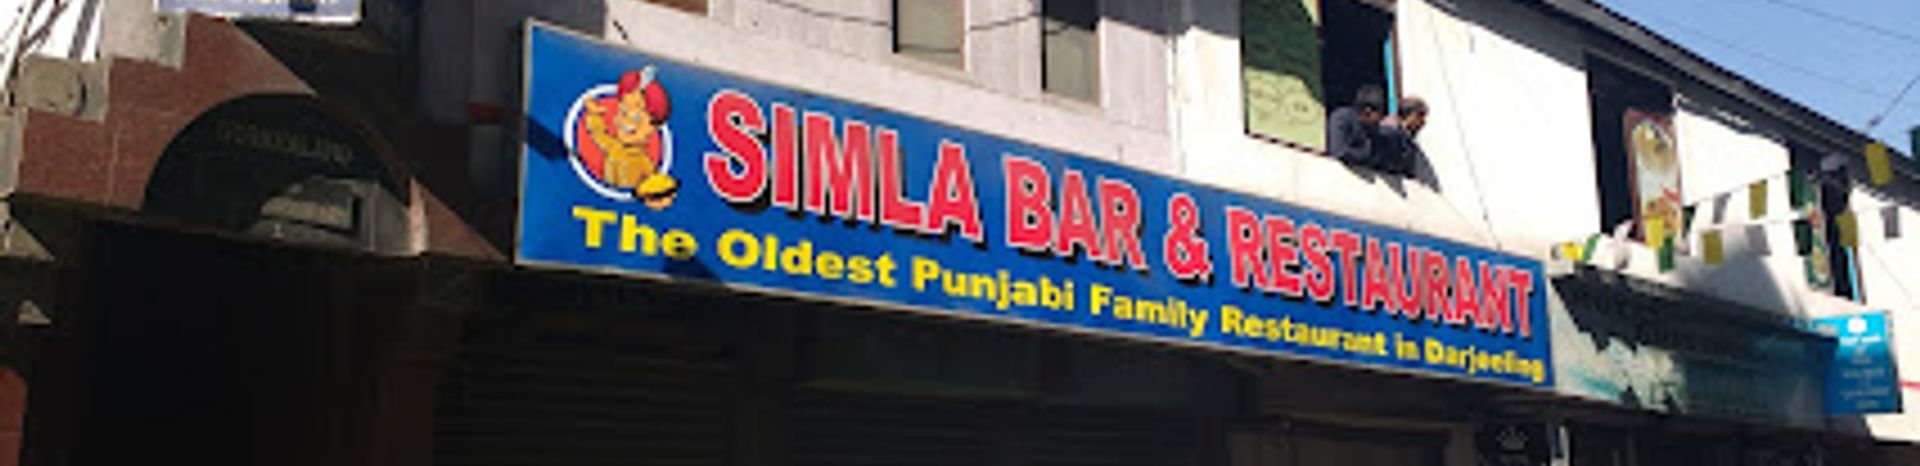 SIMLA BAR & RESTAURANT
The Oldest Punjabi Family Restaurant in Darjeeling